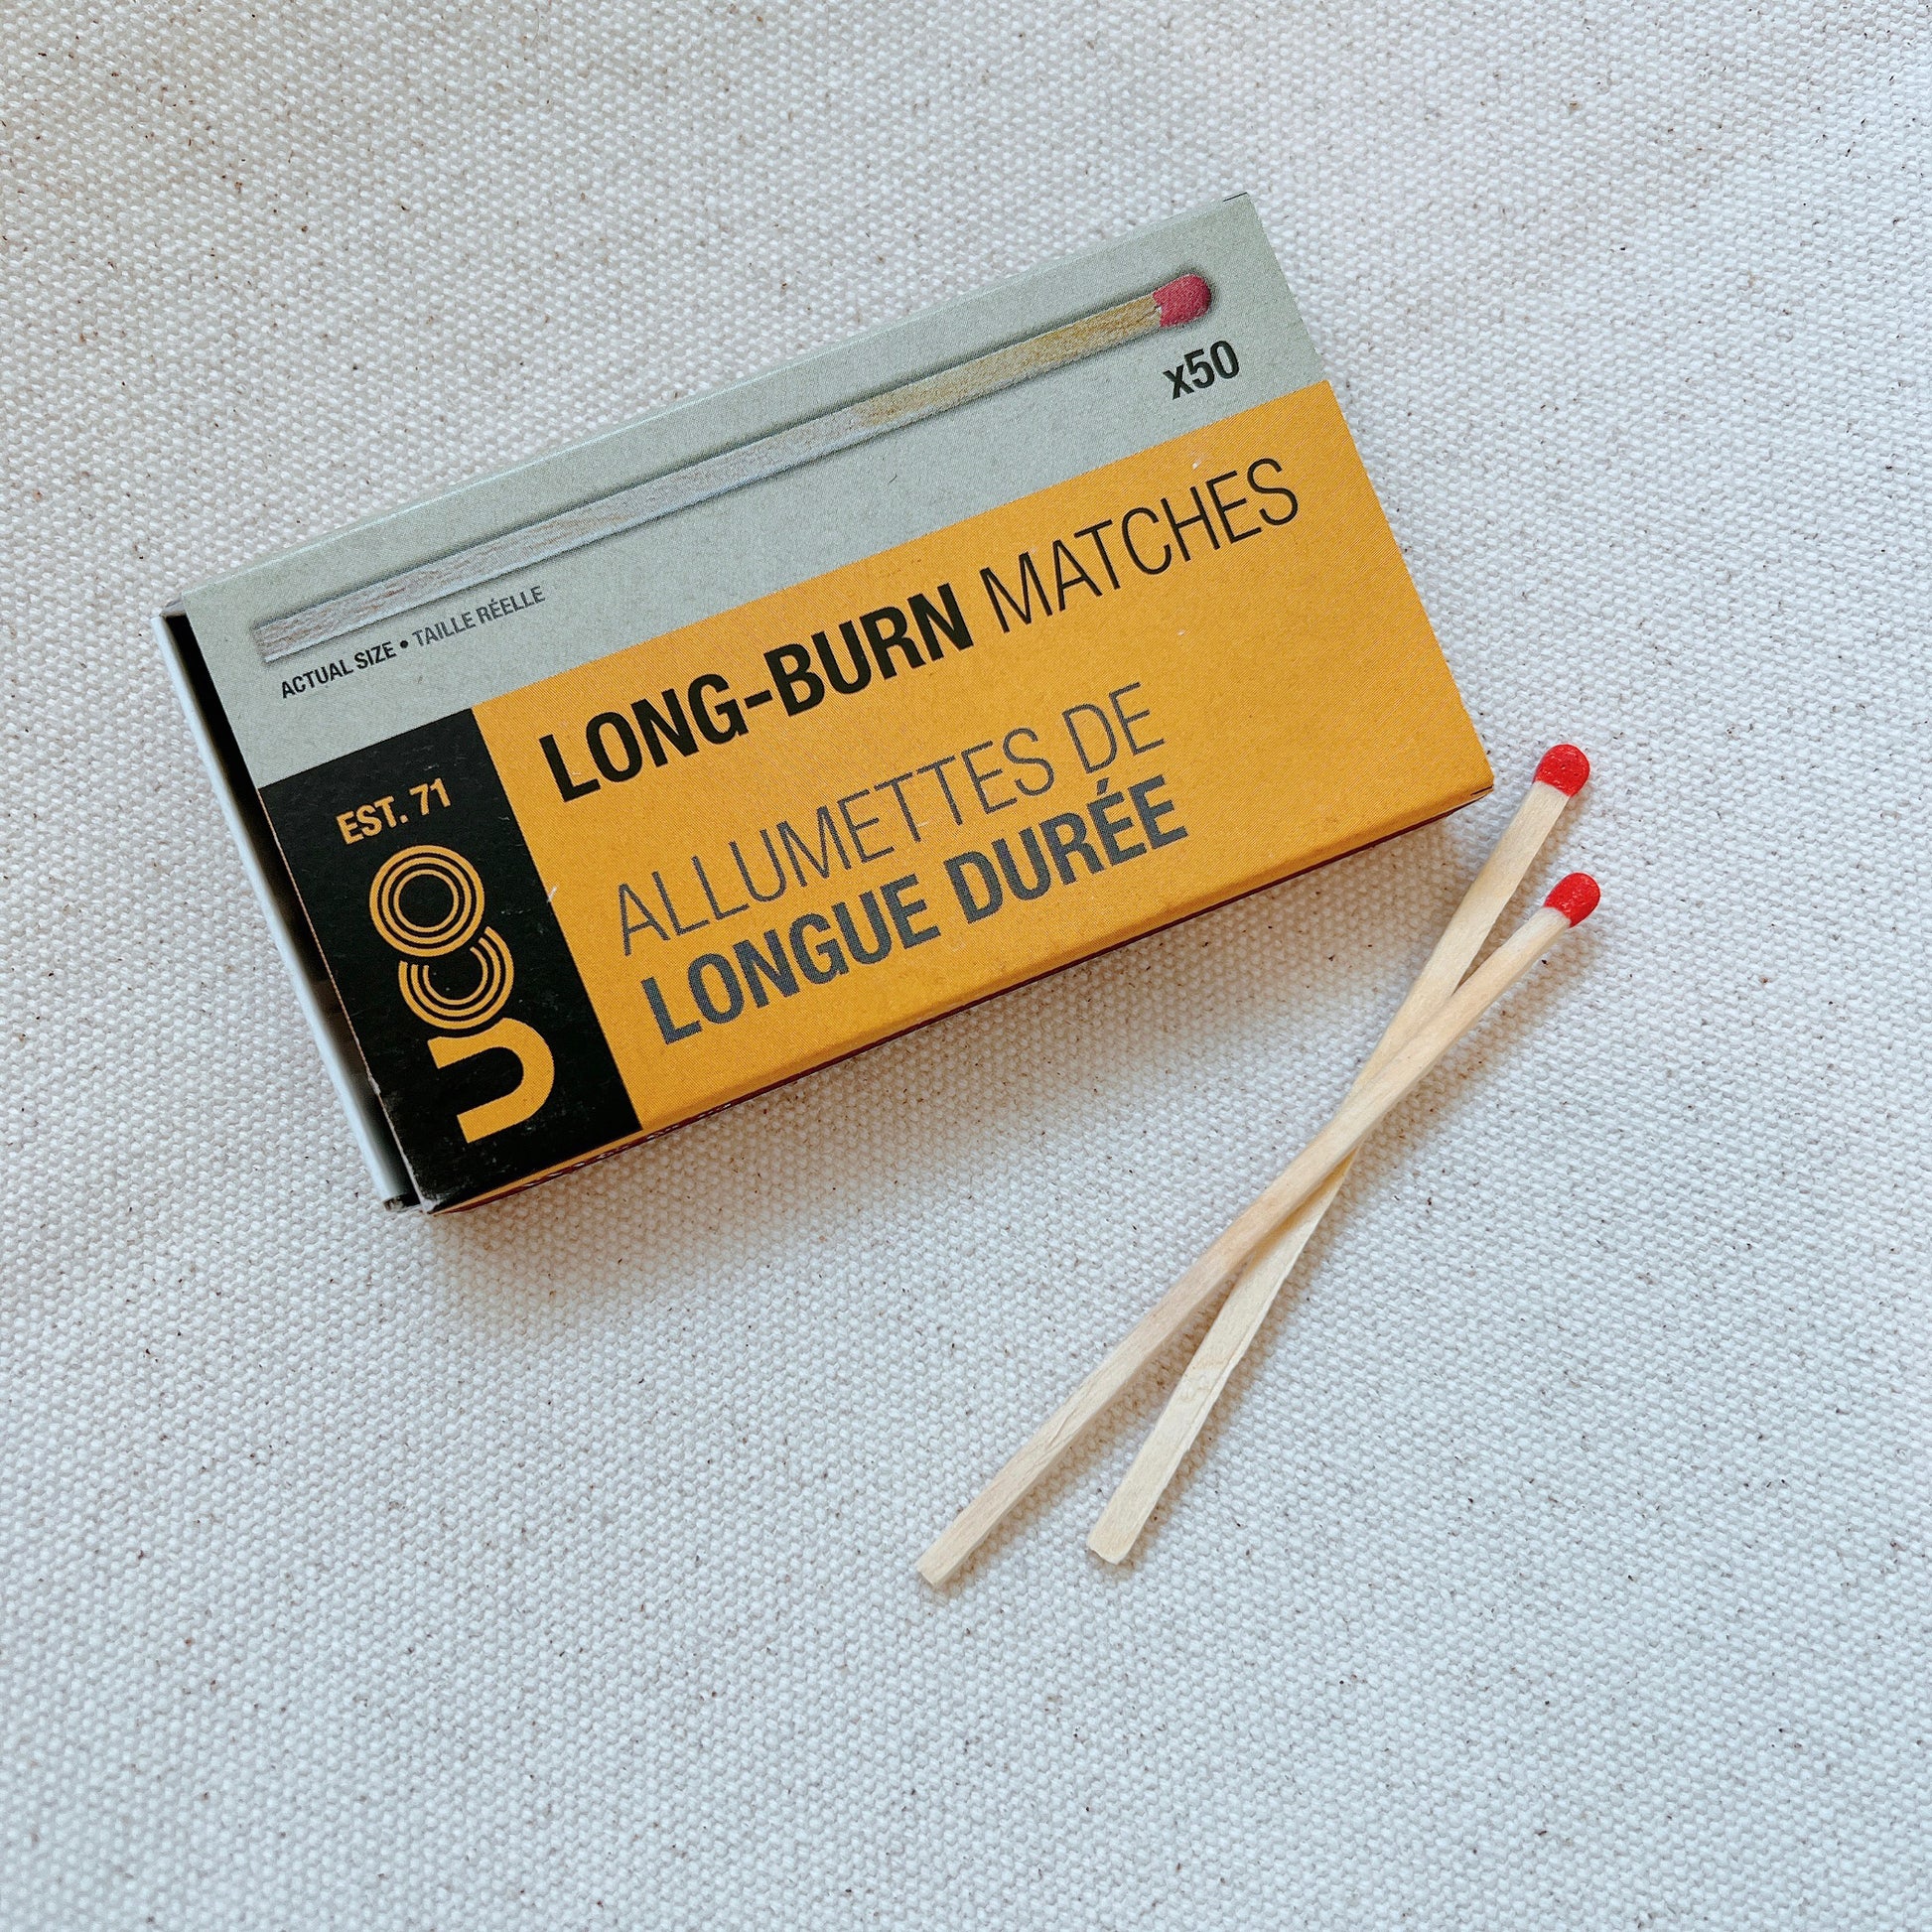 x50
ACTUAL SIZE • TAILLE RÉELLE
EST. 71
UCO
LONG-BURN MATCHES
ALLUMETTES DE
LONGUE DURÉE